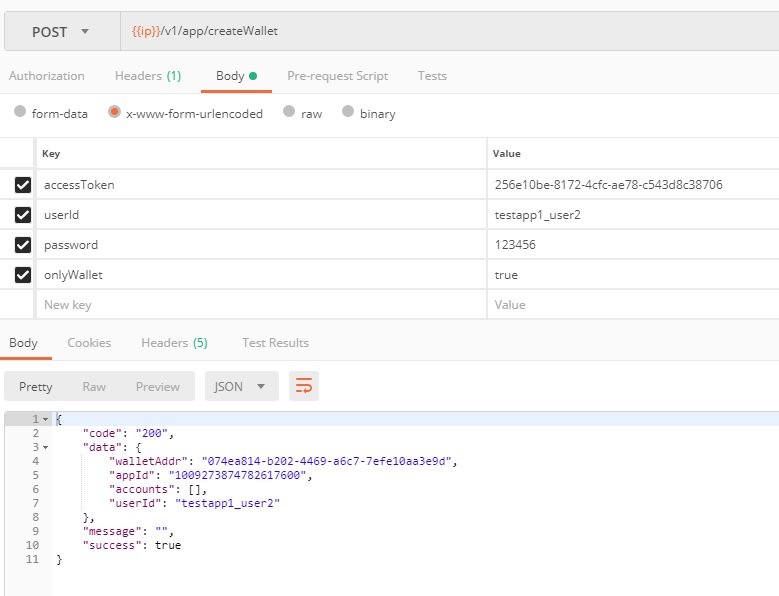 POST {{ip}}/v1/app/createWallet
Authorization Headers (1) Body Pre-request Script Tests
form-data x-www-form-urlencoded raw binary
Key Value
accessToken 256e10be-8172-4cfc-ae78-c543d8c38706
userId testapp1_user2
password 123456
onlyWallet true
New key Value
Body Cookies Headers (5) Test Results
Pretty Raw Preview JSON
1 {
2 "code": "200",
3 "data": {
4 "walletAddr": "074ea814-b202-4469-a6c7-7efe10aa3e9d",
5 "appId": "1009273874782617600",
6 "accounts": [],
7 "userId": "testapp1_user2"
8 },
9 "message": "",
10 "success": true
11 }